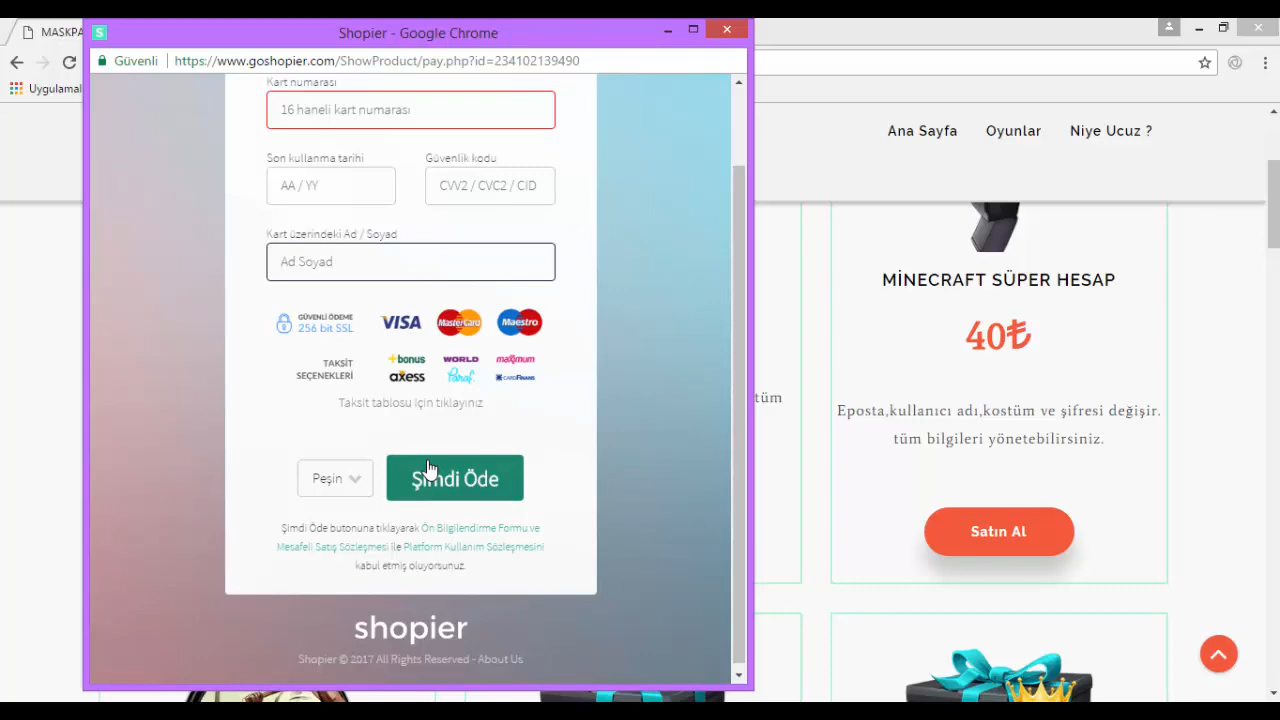 MASKPA
Shopier - Google Chrome
Güvenli
https://www.goshopier.com/ShowProduct/pay.php?id=234102139490
Uygulamal
Ana Sayfa
Oyunlar
Niye Ucuz ?
Kart numarası
16 haneli kart numarası
Son kullanma tarihi
Güvenlik kodu
AA / YY
CVV2 / CVC2 / CID
Kart üzerindeki Ad / Soyad
Ad Soyad
GÜVENLİ ÖDEME
256 bit SSL
VISA
MasterCard
Maestro
TAKSİT
SEÇENEKLERİ
+bonus
WORLD
maximum
axess
Paraf
CARDFINANS
Taksit tablosu için tıklayınız
Peşin
Şimdi Öde
Şimdi Öde butonuna tıklayarak Ön Bilgilendirme Formu ve
Mesafeli Satış Sözleşmesi ile Platform Kullanım Sözleşmesini
kabul etmiş oluyorsunuz.
shopier
Shopier © 2017 All Rights Reserved - About Us
tüm
MİNECRAFT SÜPER HESAP
40₺
Eposta,kullanıcı adı,kostüm ve şifresi değişir.
tüm bilgileri yönetebilirsiniz.
Satın Al